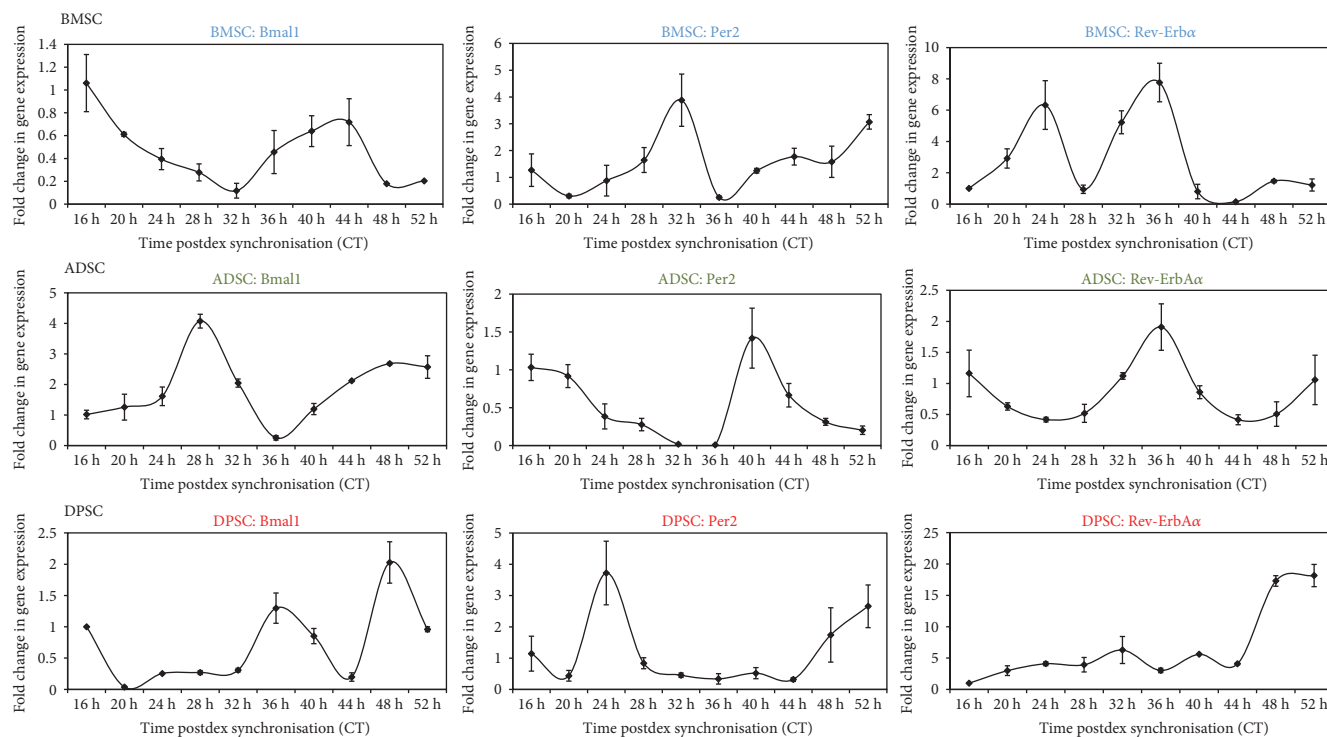 BMSC
BMSC: Bmal1
Fold change in gene expression
1.4
1.2
1
0.8
0.6
0.4
0.2
0
16 h 20 h 24 h 28 h 32 h 36 h 40 h 44 h 48 h 52 h
Time postdex synchronisation (CT)
BMSC: Per2
Fold change in gene expression
6
5
4
3
2
1
0
16 h 20 h 24 h 28 h 32 h 36 h 40 h 44 h 48 h 52 h
Time postdex synchronisation (CT)
BMSC: Rev-Erbα
Fold change in gene expression
10
8
6
4
2
0
16 h 20 h 24 h 28 h 32 h 36 h 40 h 44 h 48 h 52 h
Time postdex synchronisation (CT)
ADSC
ADSC: Bmal1
Fold change in gene expression
5
4
3
2
1
0
16 h 20 h 24 h 28 h 32 h 36 h 40 h 44 h 48 h 52 h
Time postdex synchronisation (CT)
ADSC: Per2
Fold change in gene expression
2
1.5
1
0.5
0
16 h 20 h 24 h 28 h 32 h 36 h 40 h 44 h 48 h 52 h
Time postdex synchronisation (CT)
ADSC: Rev-ErbAα
Fold change in gene expression
2.5
2
1.5
1
0.5
0
16 h 20 h 24 h 28 h 32 h 36 h 40 h 44 h 48 h 52 h
Time postdex synchronisation (CT)
DPSC
DPSC: Bmal1
Fold change in gene expression
2.5
2
1.5
1
0.5
0
16 h 20 h 24 h 28 h 32 h 36 h 40 h 44 h 48 h 52 h
Time postdex synchronisation (CT)
DPSC: Per2
Fold change in gene expression
5
4
3
2
1
0
16 h 20 h 24 h 28 h 32 h 36 h 40 h 44 h 48 h 52 h
Time postdex synchronisation (CT)
DPSC: Rev-ErbAα
Fold change in gene expression
25
20
15
10
5
0
16 h 20 h 24 h 28 h 32 h 36 h 40 h 44 h 48 h 52 h
Time postdex synchronisation (CT)